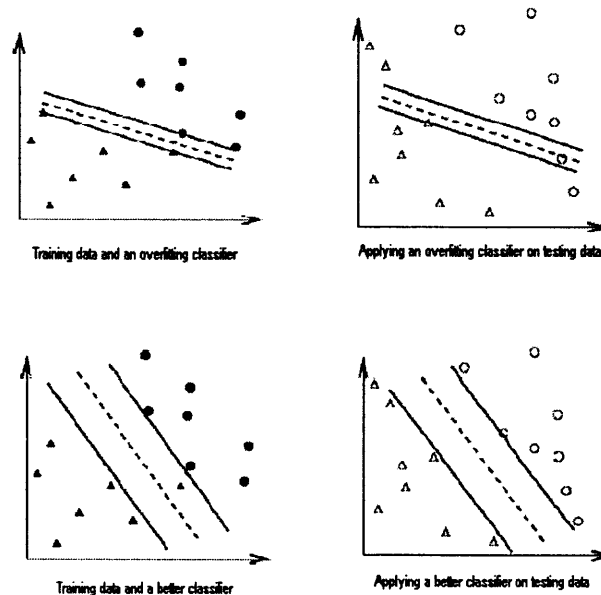 Training data and an overfitting classifier
Applying an overfitting classifier on testing data
Training data and a better classifier
Applying a better classifier on testing data